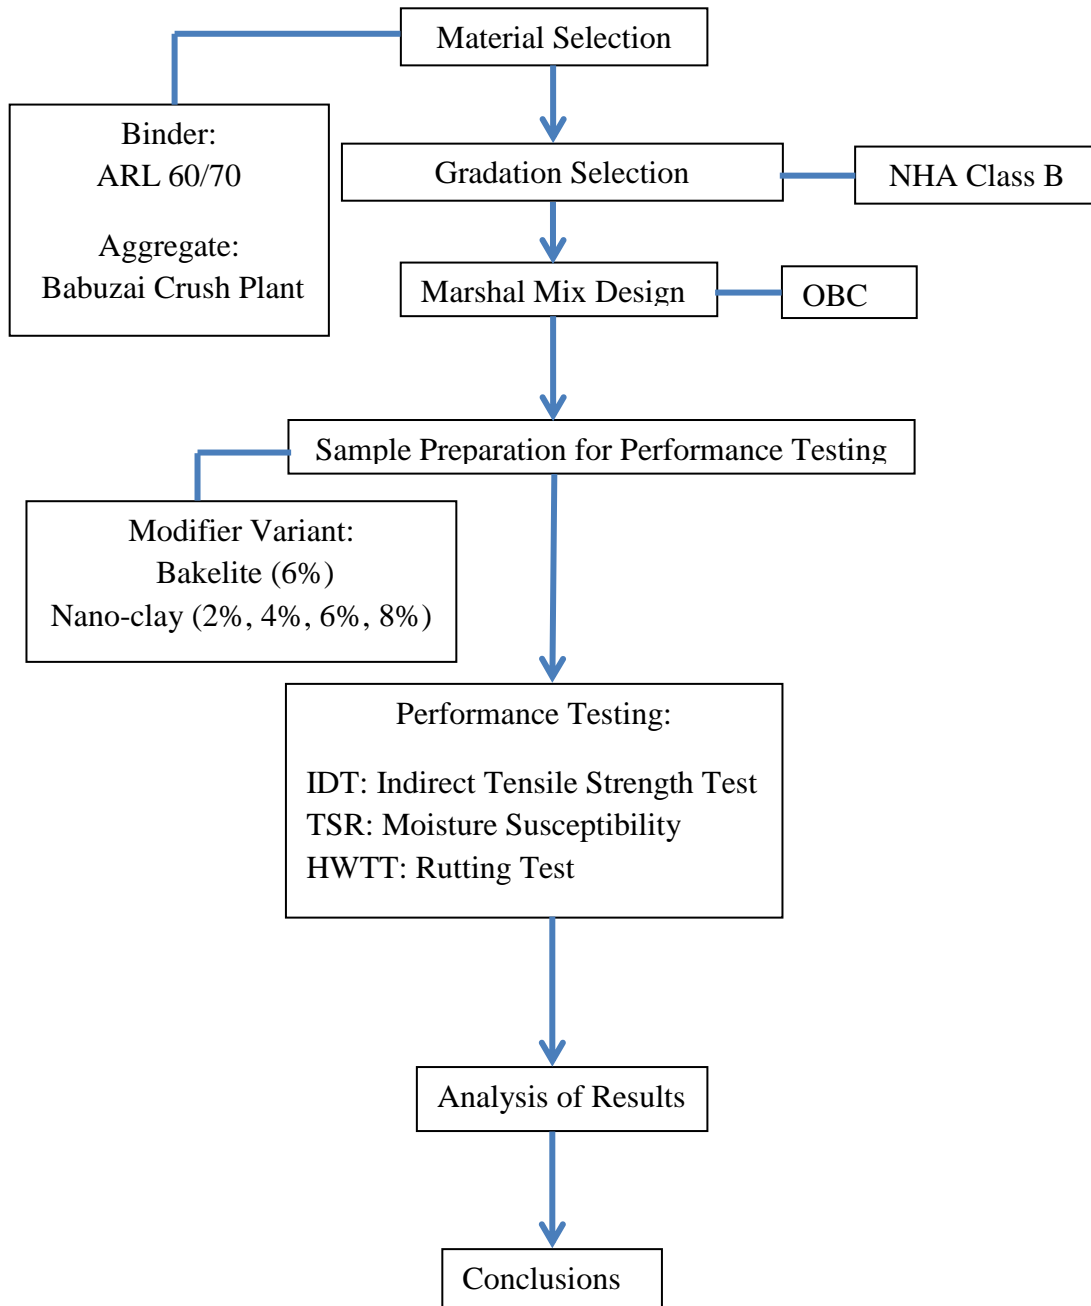 Material Selection
Binder:
ARL 60/70
Aggregate:
Babuzai Crush Plant
Gradation Selection
NHA Class B
Marshal Mix Design
OBC
Sample Preparation for Performance Testing
Modifier Variant:
Bakelite (6%)
Nano-clay (2%, 4%, 6%, 8%)
Performance Testing:
IDT: Indirect Tensile Strength Test
TSR: Moisture Susceptibility
HWTT: Rutting Test
Analysis of Results
Conclusions